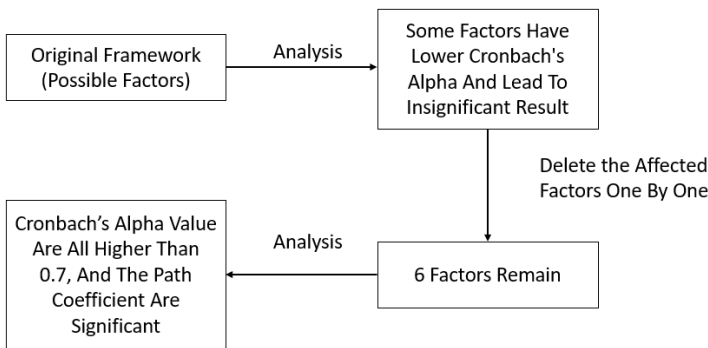 Original Framework
(Possible Factors)
Analysis
Some Factors Have
Lower Cronbach's
Alpha And Lead To
Insignificant Result
Delete the Affected
Factors One By One
6 Factors Remain
Analysis
Cronbach’s Alpha Value
Are All Higher Than
0.7, And The Path
Coefficient Are
Significant